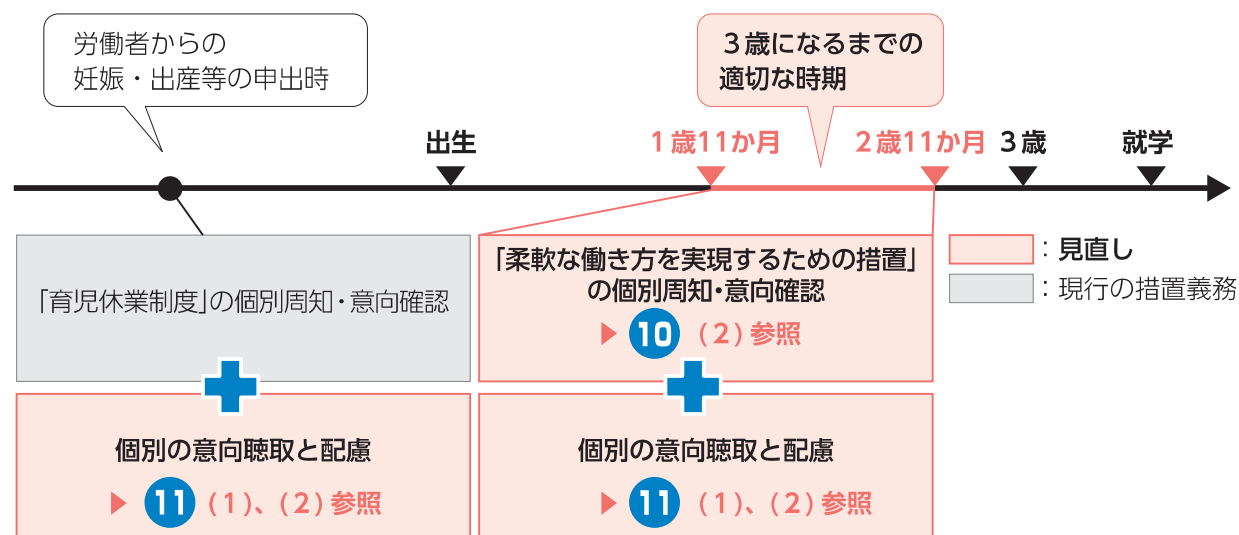 労働者からの
妊娠・出産等の申出時
３歳になるまでの
適切な時期
出生
１歳11か月
２歳11か月
３歳
就学
「育児休業制度」の個別周知・意向確認
「柔軟な働き方を実現するための措置」
の個別周知・意向確認
▶ 10 （2）参照
：見直し
：現行の措置義務
個別の意向聴取と配慮
▶ 11 （1）、（2）参照
個別の意向聴取と配慮
▶ 11 （1）、（2）参照